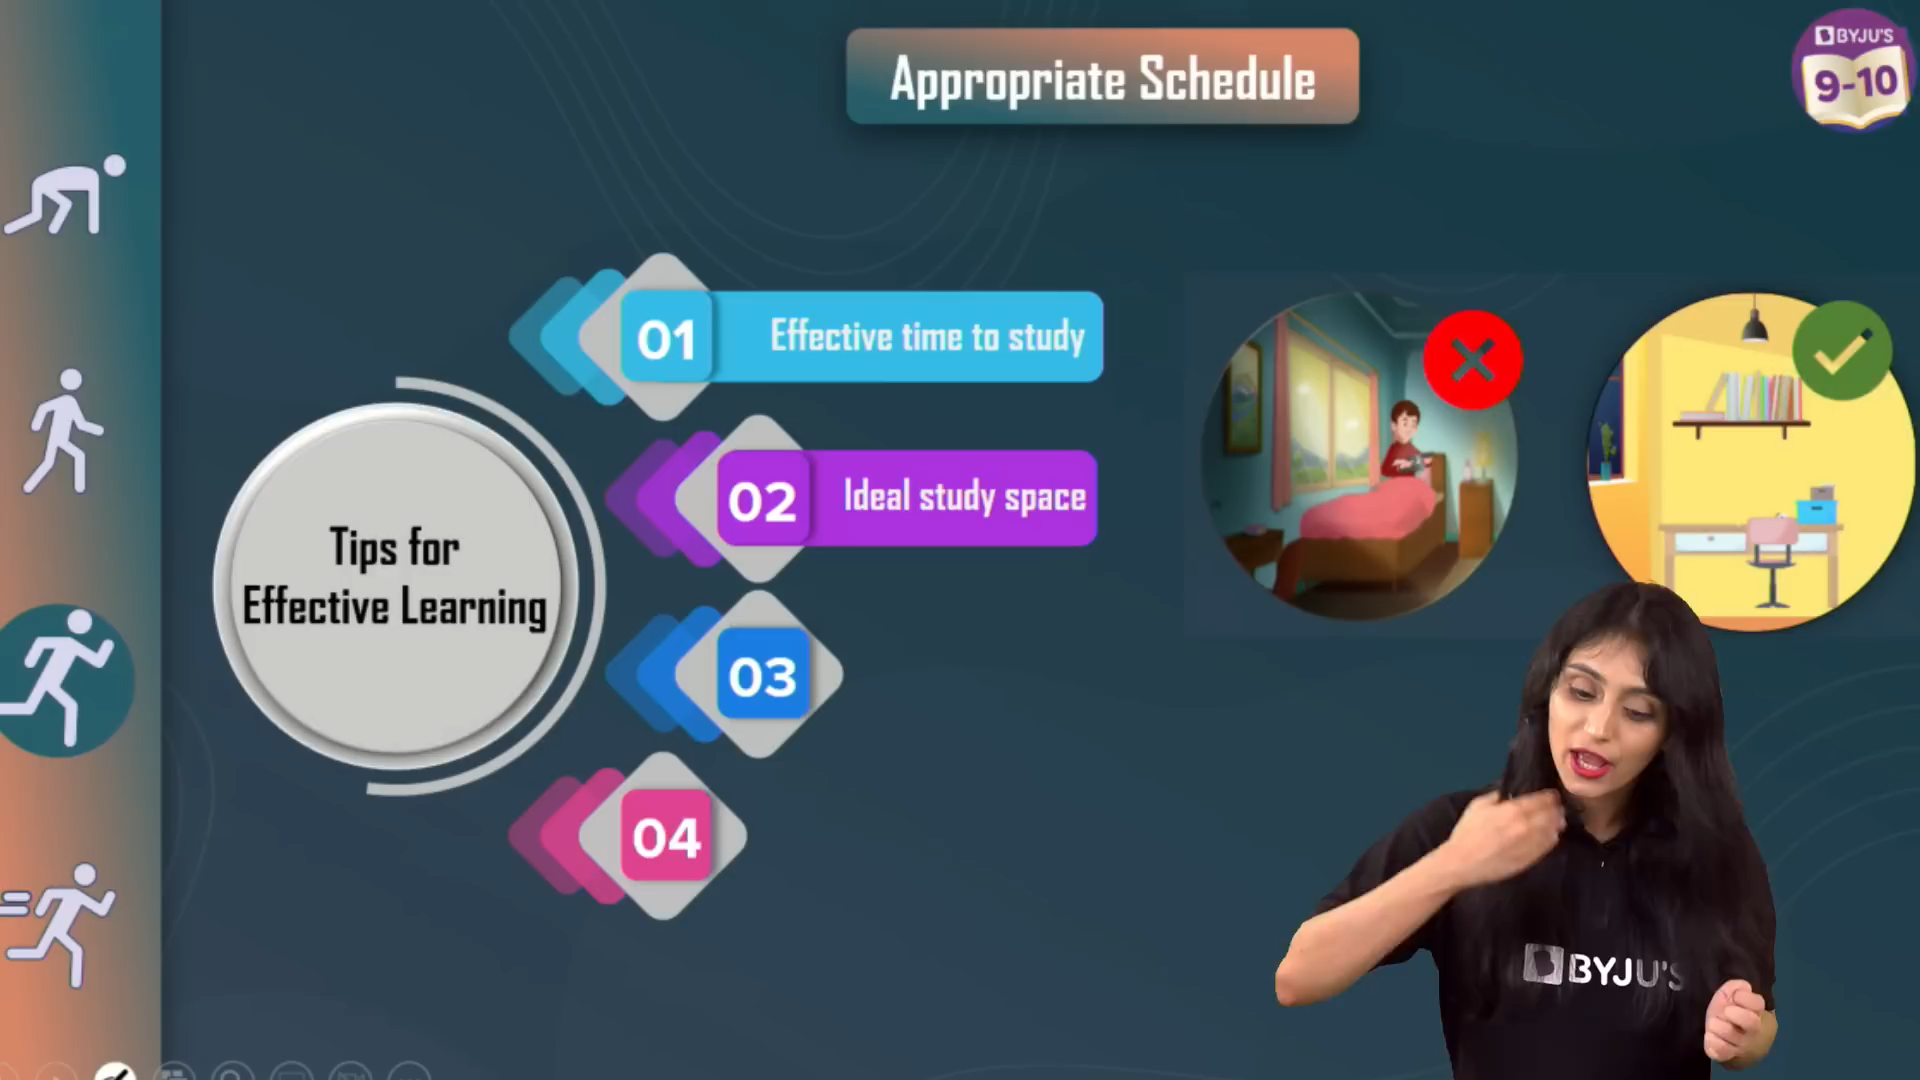 Appropriate Schedule
BYJU'S
9-10
01
Effective time to study
02
Ideal study space
Tips for
Effective Learning
03
04
BYJU'S